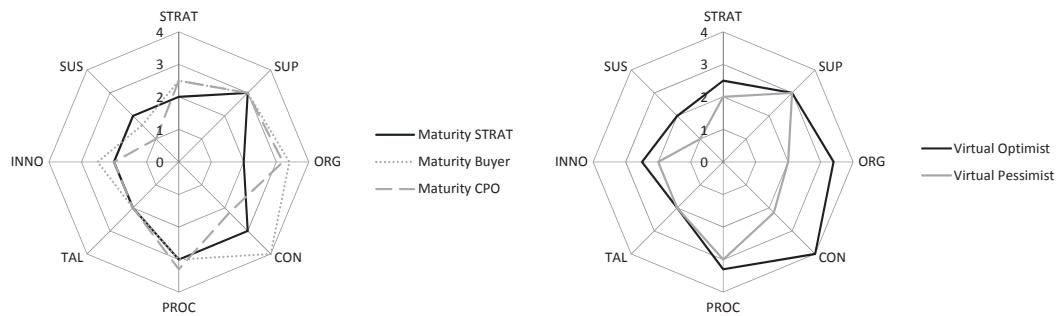 STRAT
4
3
2
1
0
SUP
ORG
CON
PROC
TAL
INNO
SUS
Maturity STRAT
Maturity Buyer
Maturity CPO
STRAT
4
3
2
1
0
SUP
ORG
CON
PROC
TAL
INNO
SUS
Virtual Optimist
Virtual Pessimist